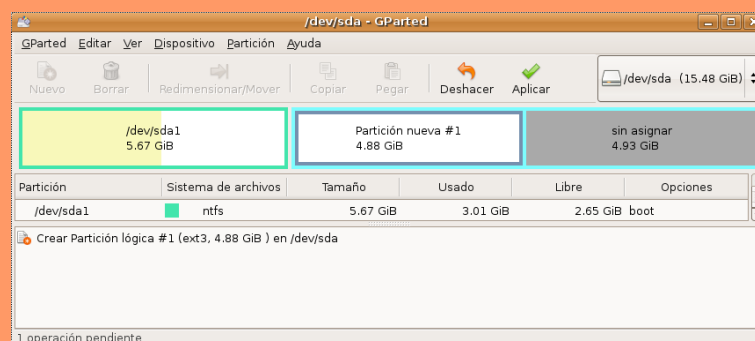 /dev/sda - GParted
GParted Editar Ver Dispositivo Partición Ayuda
Nuevo Borrar Redimensionar/Mover Copiar Pegar Deshacer Aplicar /dev/sda (15.48 GiB)
/dev/sda1 Partición nueva #1 sin asignar
5.67 GiB 4.88 GiB 4.93 GiB
Partición Sistema de archivos Tamaño Usado Libre Opciones
/dev/sda1 ntfs 5.67 GiB 3.01 GiB 2.65 GiB boot
Crear Partición lógica #1 (ext3, 4.88 GiB ) en /dev/sda
1 operación pendiente